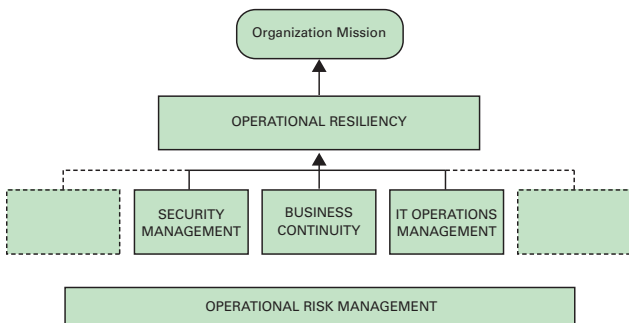 Organization Mission
OPERATIONAL RESILIENCY
SECURITY
MANAGEMENT
BUSINESS
CONTINUITY
IT OPERATIONS
MANAGEMENT
OPERATIONAL RISK MANAGEMENT